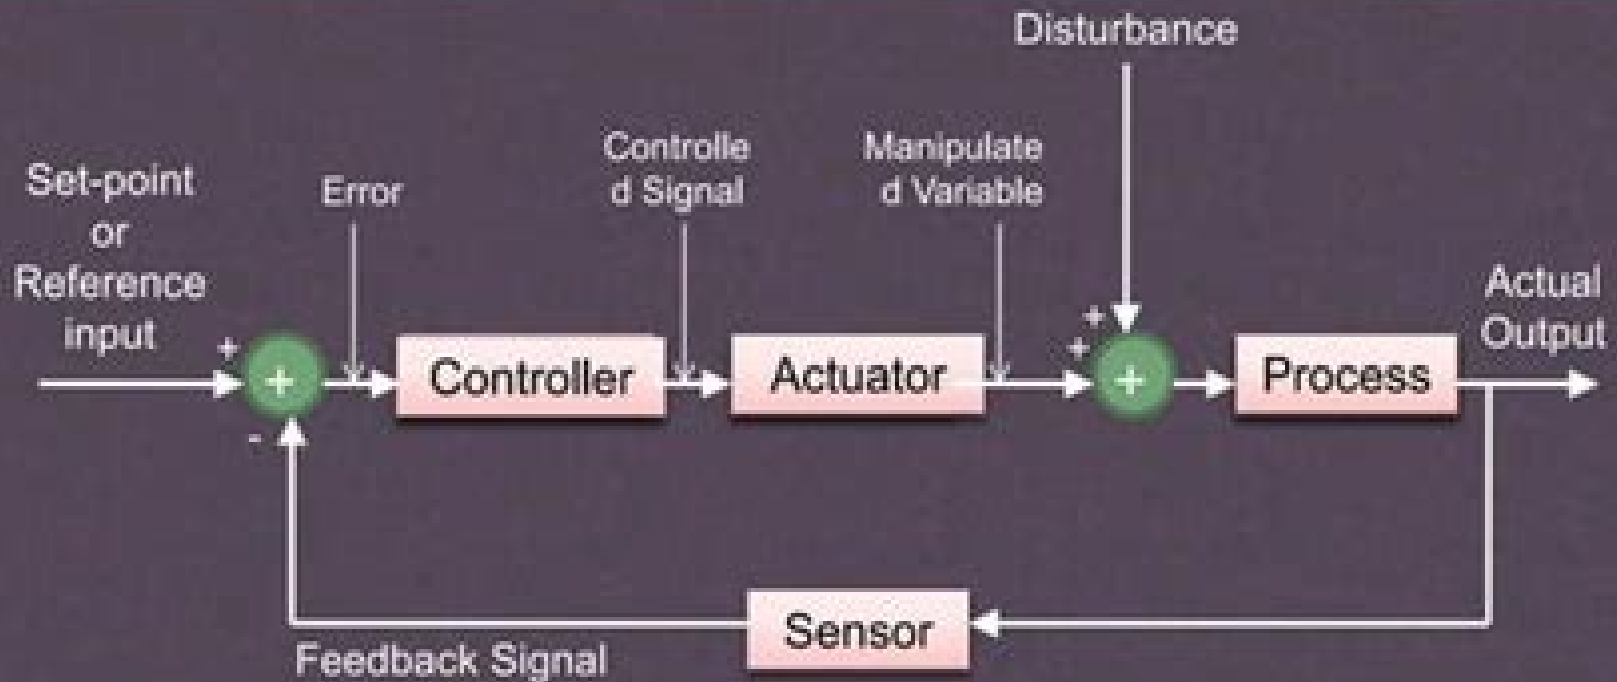 Disturbance
Set-point
or
Reference
input
Error
Controlle
d Signal
Manipulate
d Variable
Actual
Output
+
+
+
-
+
+
Controller
Actuator
Process
Sensor
Feedback Signal